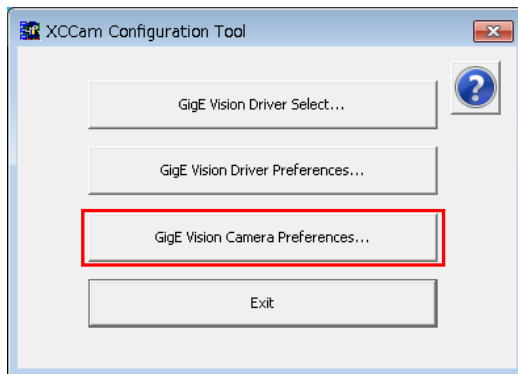 XCCam Configuration Tool
GigE Vision Driver Select...
GigE Vision Driver Preferences...
GigE Vision Camera Preferences...
Exit